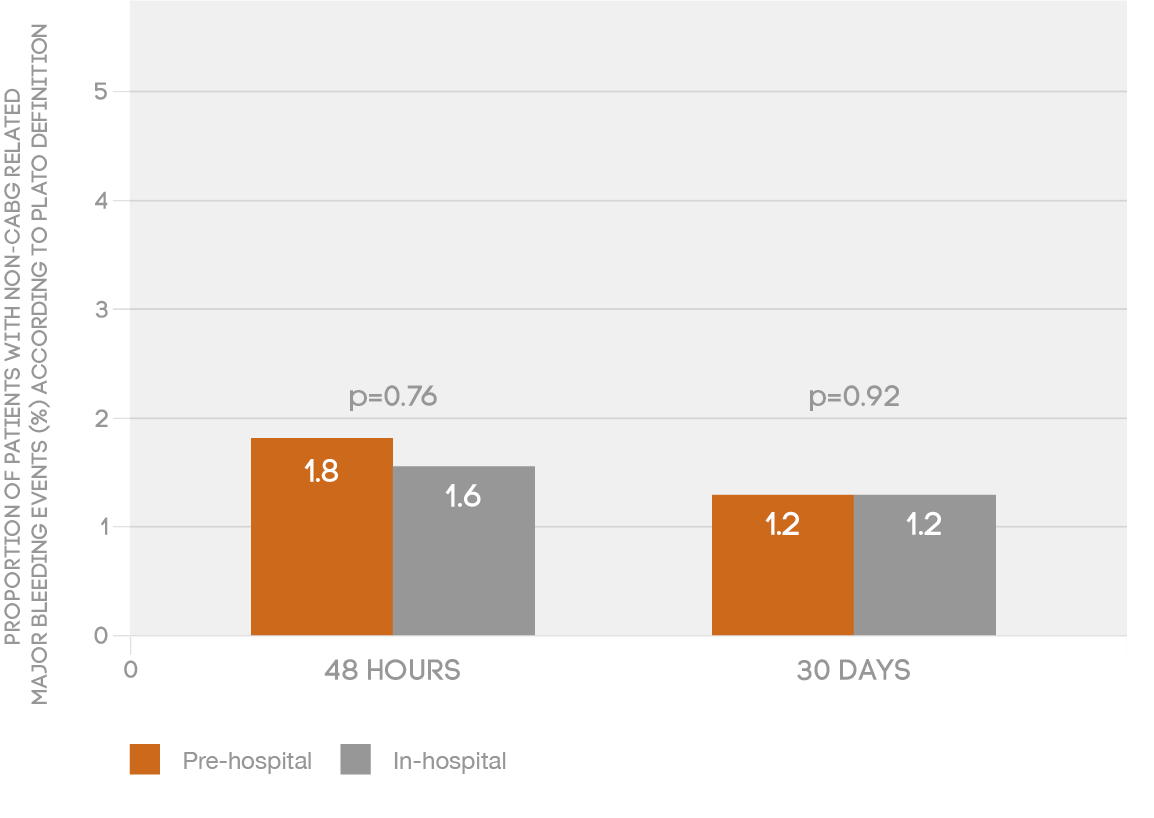 PROPORTION OF PATIENTS WITH NON-CABG RELATED
MAJOR BLEEDING EVENTS (%) ACCORDING TO PLATO DEFINITION
5
4
3
2
1
0
p=0.76
p=0.92
1.8
1.6
1.2
1.2
0
48 HOURS
30 DAYS
Pre-hospital
In-hospital